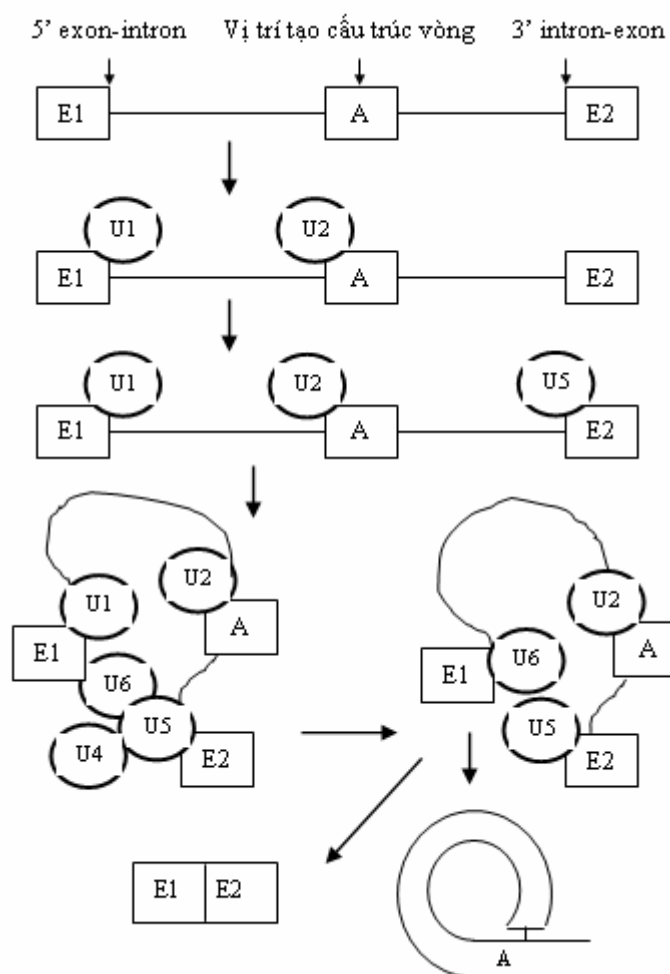 5’ exon-intron Vị trí tạo cấu trúc vòng 3’ intron-exon
E1 A E2
U1 U2
E1 A E2
U1 U2 U5
E1 A E2
U2 U2
U1 A A
E1 U6 E1 U6
U5 U5
U4 E2 E2
E1 E2
A